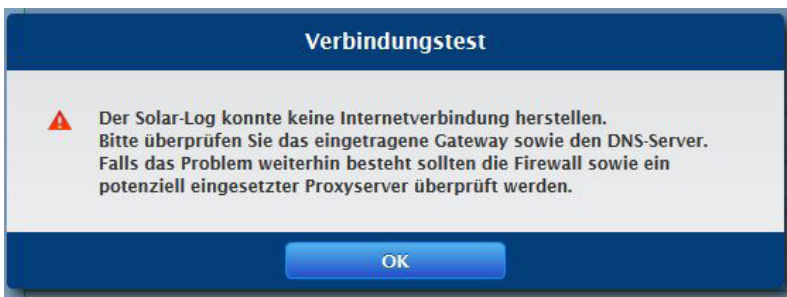 Verbindungstest
Der Solar-Log konnte keine Internetverbindung herstellen.
Bitte überprüfen Sie das eingetragene Gateway sowie den DNS-Server.
Falls das Problem weiterhin besteht sollten die Firewall sowie ein
potenziell eingesetzter Proxyserver überprüft werden.
OK